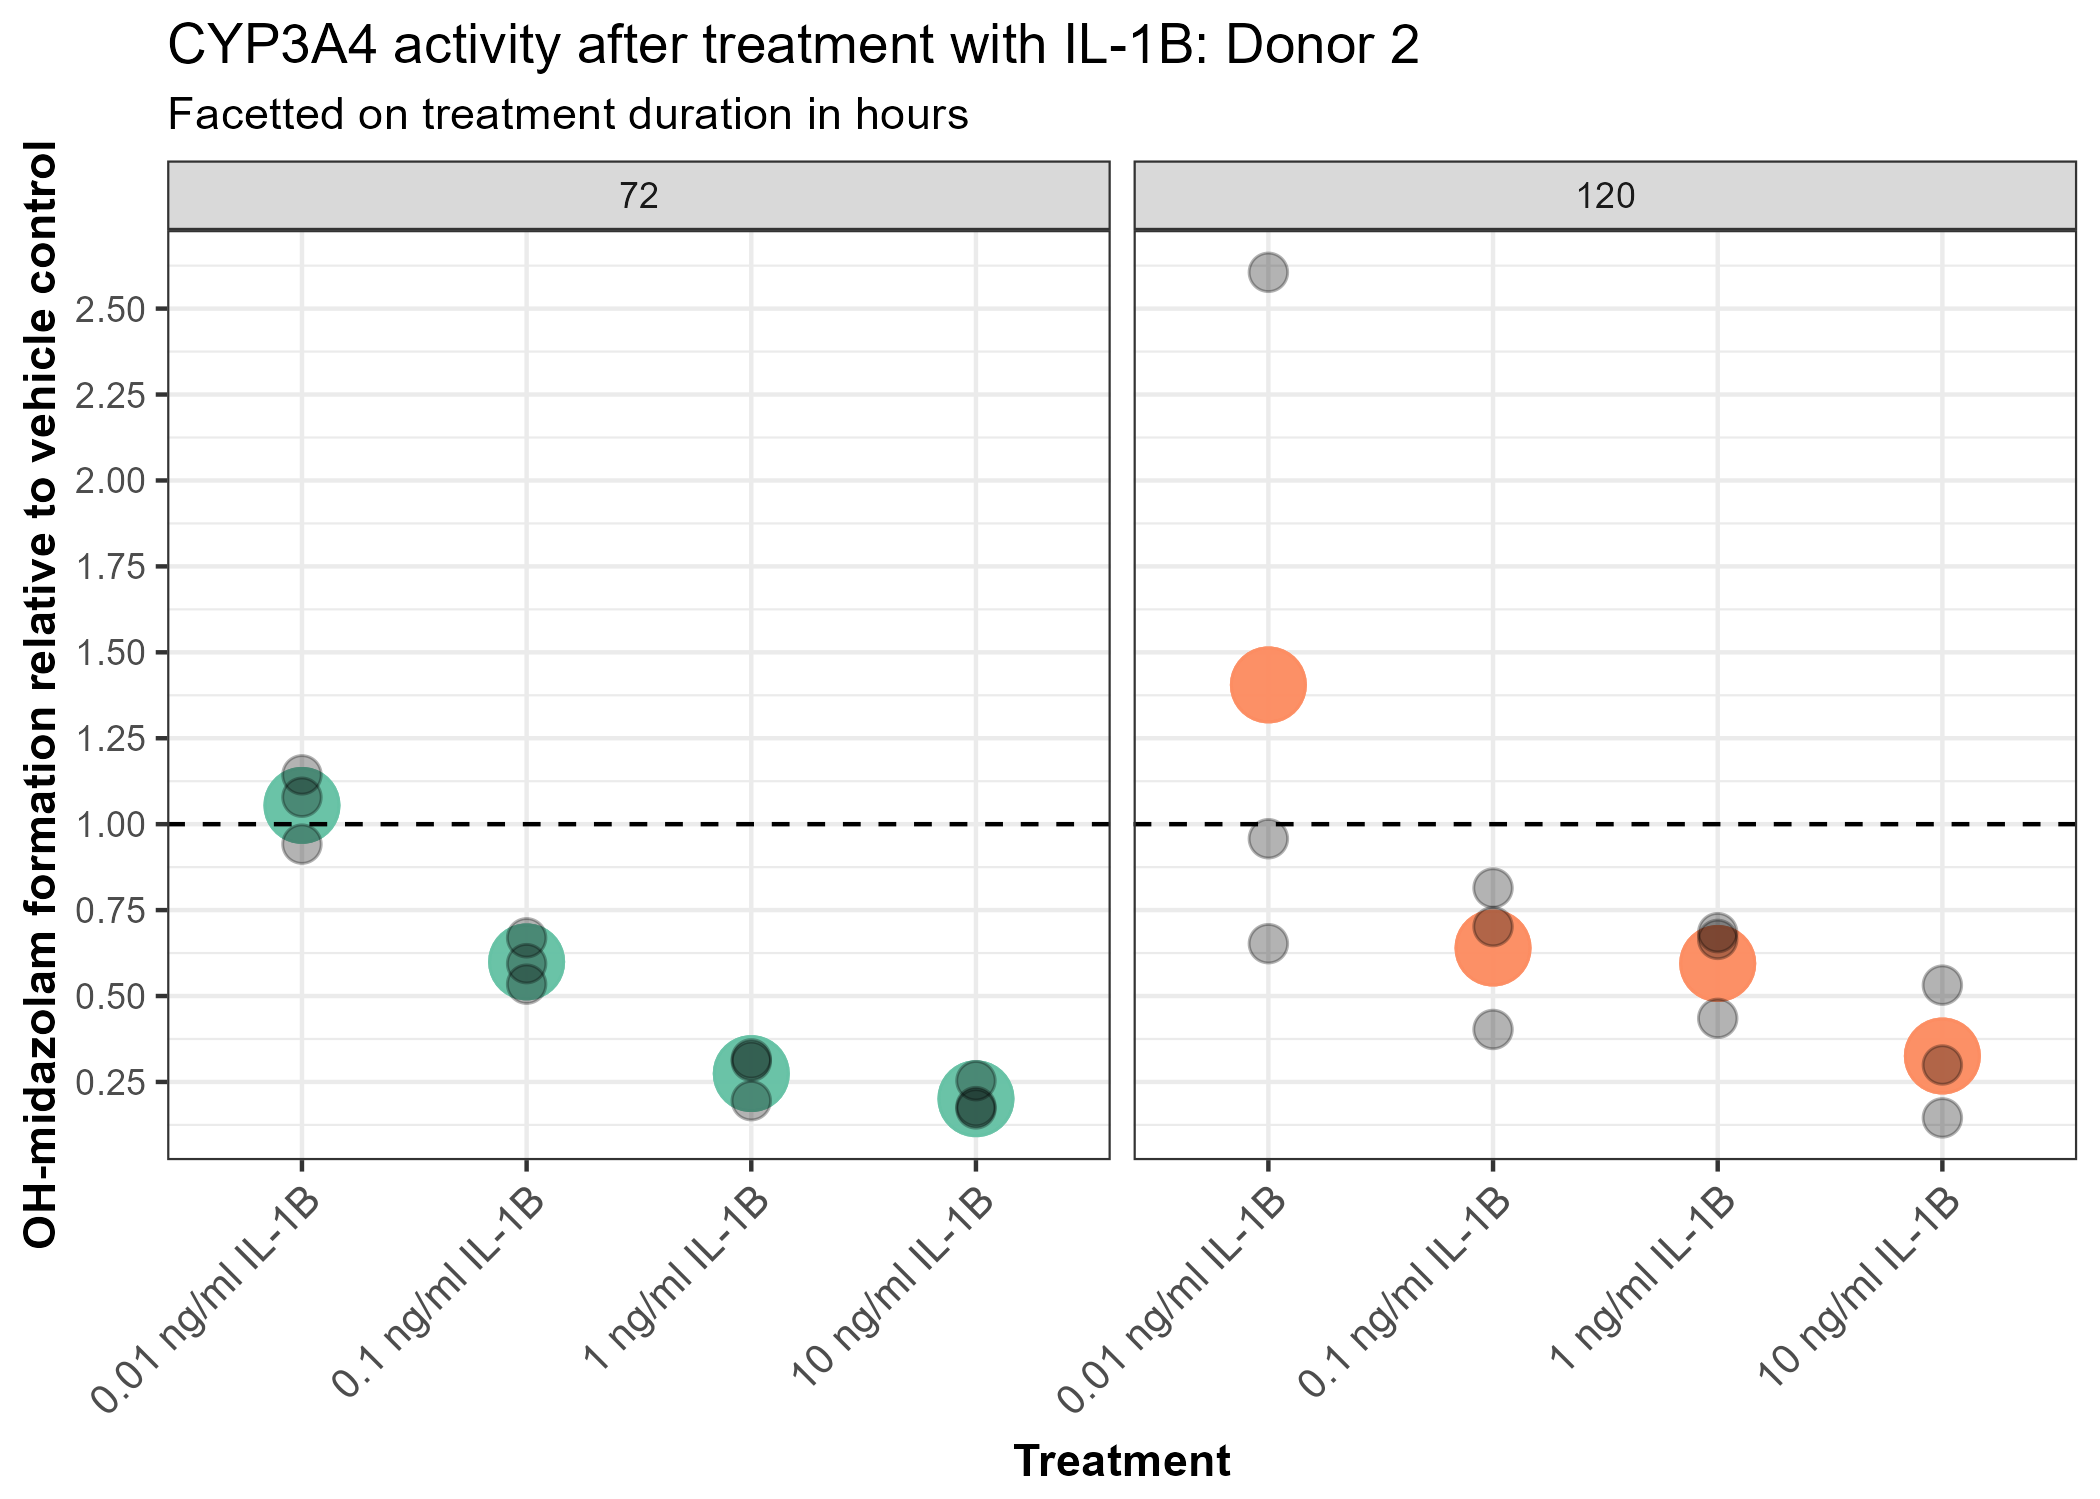 CYP3A4 activity after treatment with IL-1B: Donor 2
Facetted on treatment duration in hours
OH-midazolam formation relative to vehicle control
72
120
2.50
2.25
2.00
1.75
1.50
1.25
1.00
0.75
0.50
0.25
0.01 ng/ml IL-1B
0.1 ng/ml IL-1B
1 ng/ml IL-1B
10 ng/ml IL-1B
0.01 ng/ml IL-1B
0.1 ng/ml IL-1B
1 ng/ml IL-1B
10 ng/ml IL-1B
Treatment